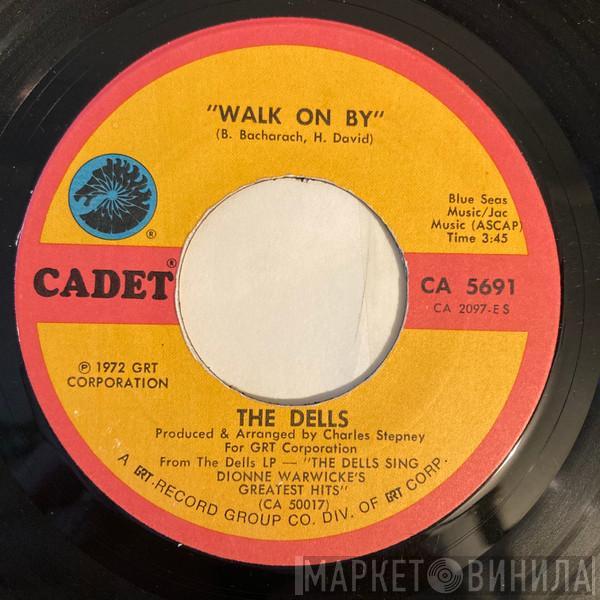 "WALK ON BY"
(B. Bacharach, H. David)
Blue Seas
Music/Jac
Music (ASCAP)
Time 3:45
®
CADET®
CA 5691
CA 2097-ES
℗ 1972 GRT
CORPORATION
THE DELLS
Produced & Arranged by Charles Stepney
For GRT Corporation
From The Dells LP — "THE DELLS SING
DIONNE WARWICKE'S
GREATEST HITS"
(CA 50017)
A GRT RECORD GROUP CO. DIV. OF GRT CORP.
МАРКЕТ ВИНИЛА